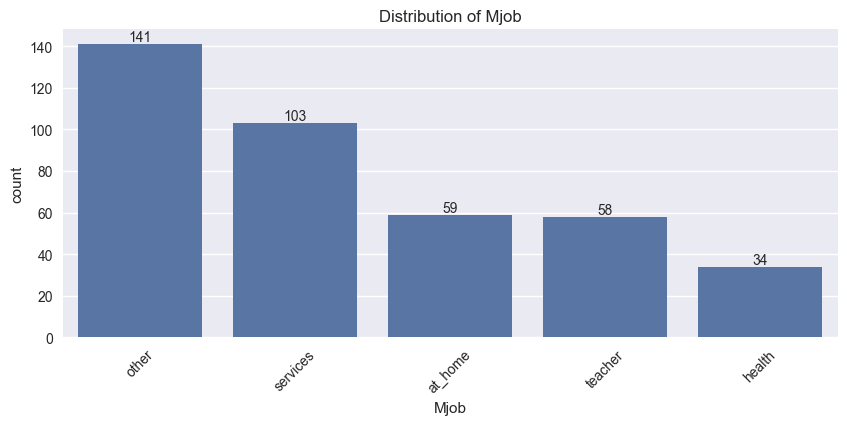 Distribution of Mjob
count
140
120
100
80
60
40
20
0
141
103
59
58
34
other
services
at_home
teacher
health
Mjob